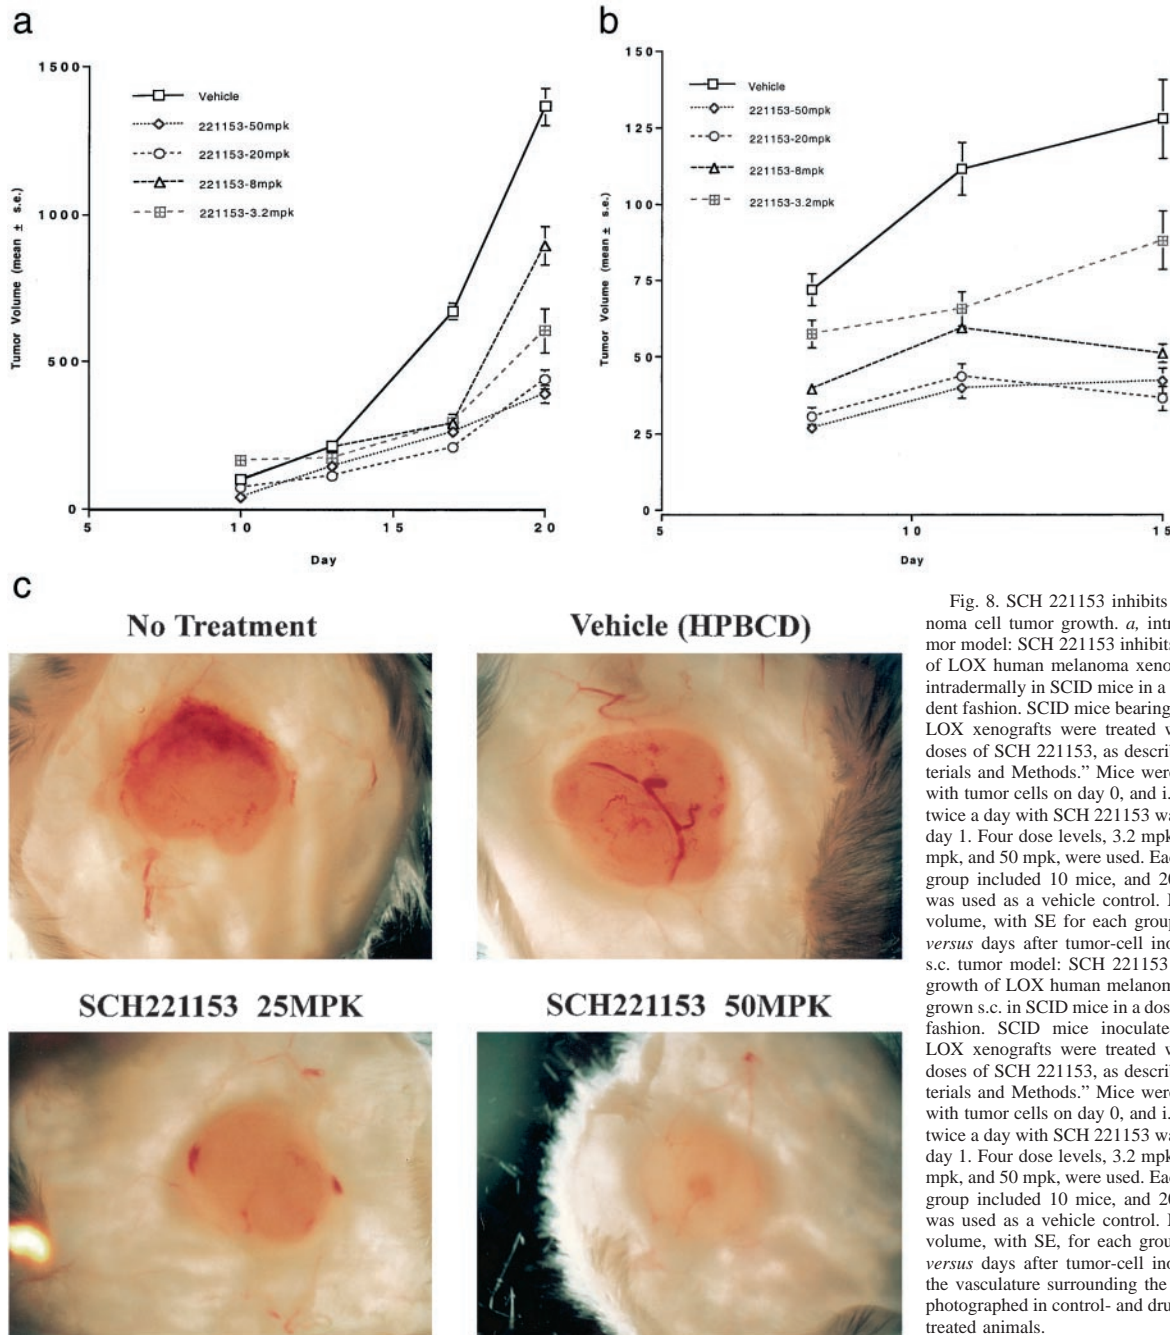 a
1500
1000
500
0
5
10
15
20
Tumor Volume (mean ± s.e.)
Day
Vehicle
221153-50mpk
221153-20mpk
221153-8mpk
221153-3.2mpk
b
150
125
100
75
50
25
0
5
10
15
Tumor Volume (mean ± s.e.)
Day
Vehicle
221153-50mpk
221153-20mpk
221153-8mpk
221153-3.2mpk
c
No Treatment
Vehicle (HPBCD)
SCH221153 25MPK
SCH221153 50MPK
Fig. 8. SCH 221153 inhibits
noma cell tumor growth. a, intr
mor model: SCH 221153 inhibits
of LOX human melanoma xeno
intradermally in SCID mice in a
dent fashion. SCID mice bearing
LOX xenografts were treated w
doses of SCH 221153, as descri
terials and Methods.” Mice were
with tumor cells on day 0, and i.
twice a day with SCH 221153 wa
day 1. Four dose levels, 3.2 mpk
mpk, and 50 mpk, were used. Ea
group included 10 mice, and 20
was used as a vehicle control.
volume, with SE for each group
versus days after tumor-cell ino
s.c. tumor model: SCH 221153
growth of LOX human melanom
grown s.c. in SCID mice in a dos
fashion. SCID mice inoculate
LOX xenografts were treated w
doses of SCH 221153, as descri
terials and Methods.” Mice were
with tumor cells on day 0, and i.
twice a day with SCH 221153 wa
day 1. Four dose levels, 3.2 mpk
mpk, and 50 mpk, were used. Ea
group included 10 mice, and 20
was used as a vehicle control.
volume, with SE, for each grou
versus days after tumor-cell ino
the vasculature surrounding the
photographed in control- and dru
treated animals.